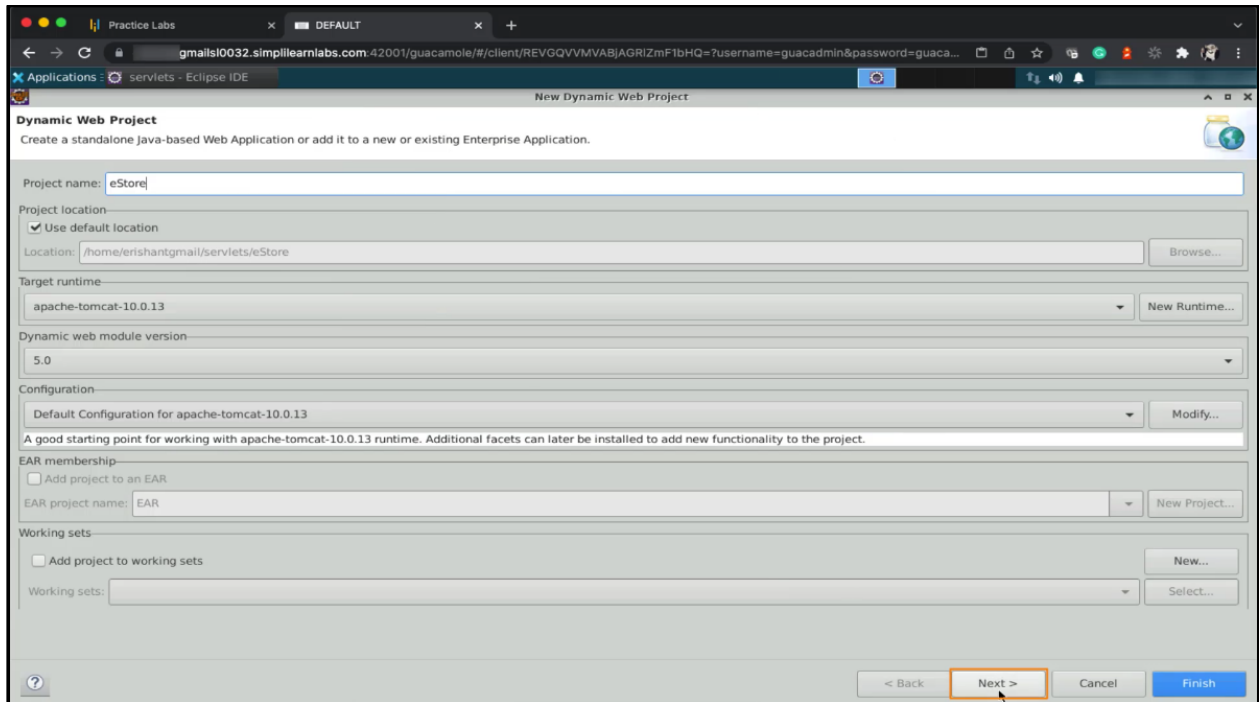 Practice Labs
DEFAULT
gmailsl0032.simplilearnlabs.com:42001/guacamole/#/client/REVGQVVMVABjAGRlZmF1bHQ=?username=guacadmin&password=guaca...
Applications
servlets - Eclipse IDE
New Dynamic Web Project
Dynamic Web Project
Create a standalone Java-based Web Application or add it to a new or existing Enterprise Application.
Project name: eStore
Project location
Use default location
Location: /home/erishantgmail/servlets/eStore Browse...
Target runtime
apache-tomcat-10.0.13 New Runtime...
Dynamic web module version
5.0
Configuration
Default Configuration for apache-tomcat-10.0.13 Modify...
A good starting point for working with apache-tomcat-10.0.13 runtime. Additional facets can later be installed to add new functionality to the project.
EAR membership
Add project to an EAR
EAR project name: EAR New Project...
Working sets
Add project to working sets New...
Working sets: Select...
? < Back Next > Cancel Finish